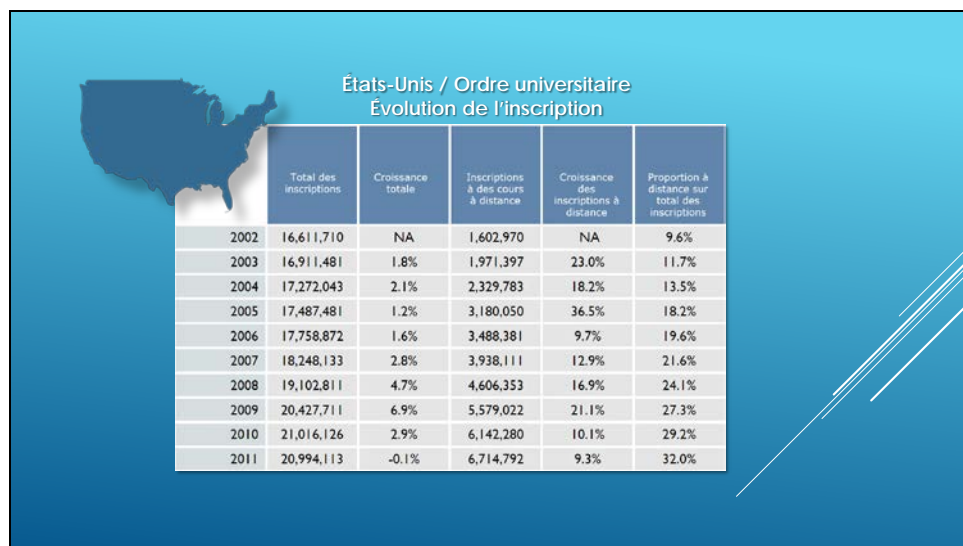 États-Unis / Ordre universitaire
Évolution de l'inscription
Total des inscriptions Croissance totale Inscriptions à des cours à distance Croissance des inscriptions à distance Proportion à distance sur total des inscriptions
2002 16,611,710 NA 1,602,970 NA 9.6%
2003 16,911,481 1.8% 1,971,397 23.0% 11.7%
2004 17,272,043 2.1% 2,329,783 18.2% 13.5%
2005 17,487,481 1.2% 3,180,050 36.5% 18.2%
2006 17,758,872 1.6% 3,488,381 9.7% 19.6%
2007 18,248,133 2.8% 3,938,111 12.9% 21.6%
2008 19,102,811 4.7% 4,606,353 16.9% 24.1%
2009 20,427,711 6.9% 5,579,022 21.1% 27.3%
2010 21,016,126 2.9% 6,142,280 10.1% 29.2%
2011 20,994,113 -0.1% 6,714,792 9.3% 32.0%